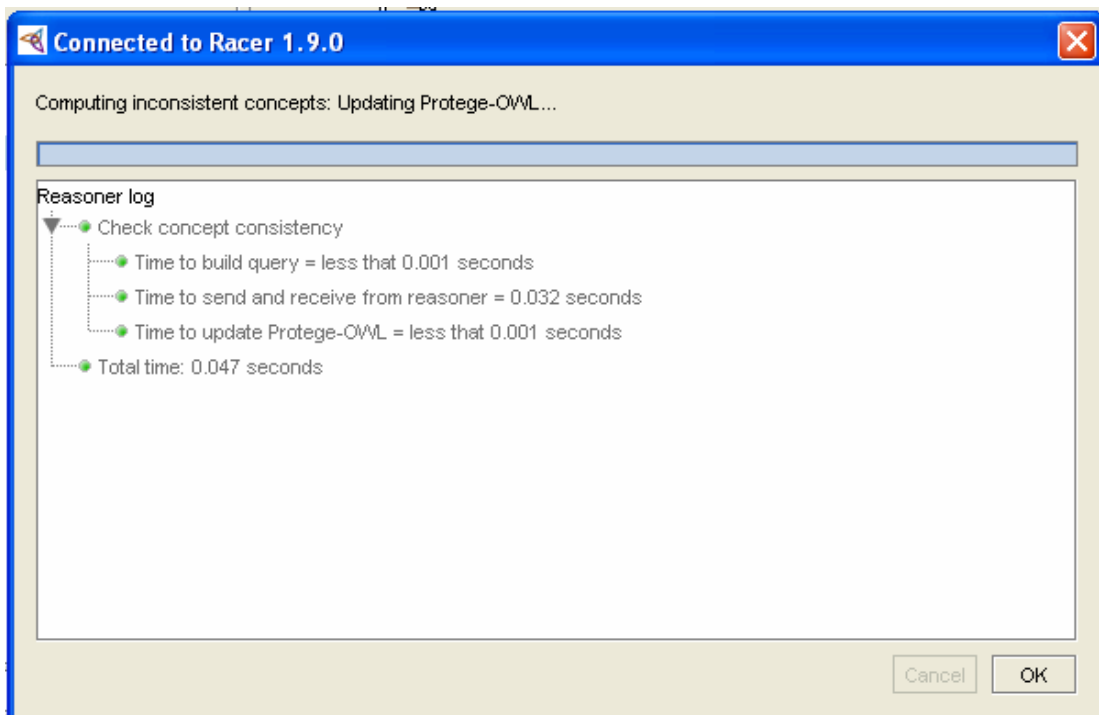 Connected to Racer 1.9.0
Computing inconsistent concepts: Updating Protege-OWL...
Reasoner log
Check concept consistency
Time to build query = less that 0.001 seconds
Time to send and receive from reasoner = 0.032 seconds
Time to update Protege-OWL = less that 0.001 seconds
Total time: 0.047 seconds
Cancel OK